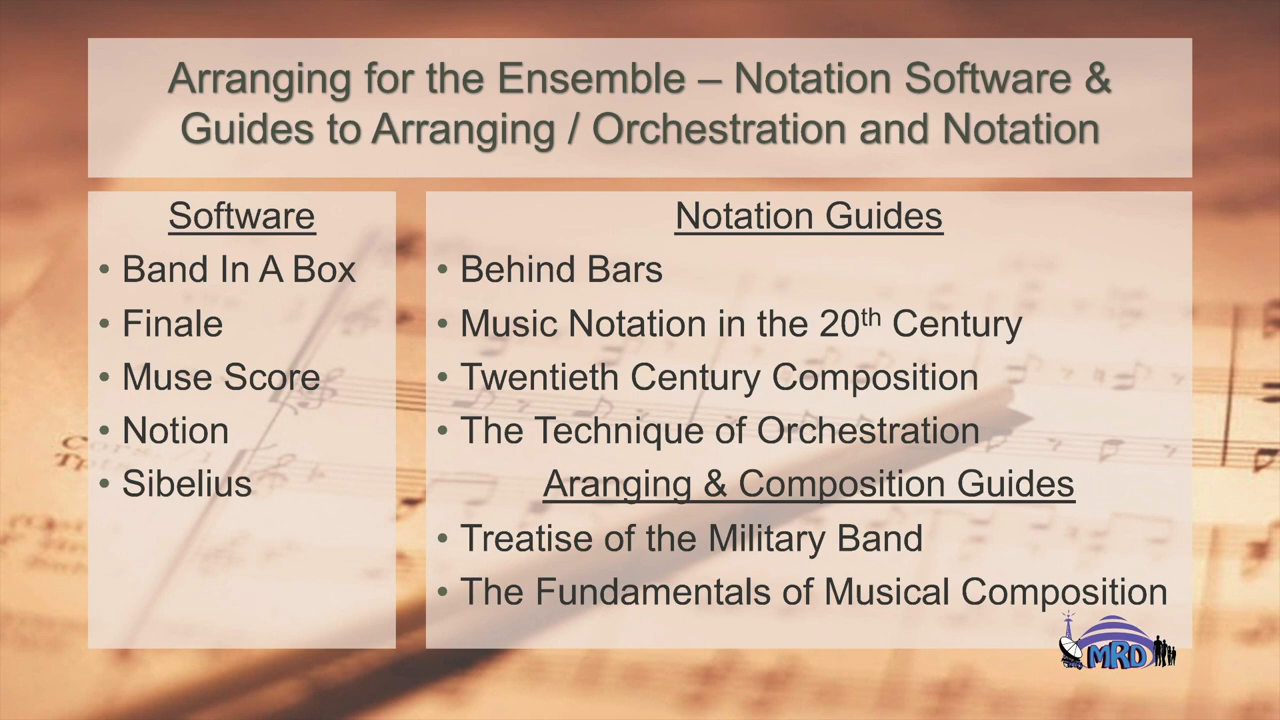 Arranging for the Ensemble – Notation Software &
Guides to Arranging / Orchestration and Notation
Software
• Band In A Box
• Finale
• Muse Score
• Notion
• Sibelius
Notation Guides
• Behind Bars
• Music Notation in the 20th Century
• Twentieth Century Composition
• The Technique of Orchestration
Aranging & Composition Guides
• Treatise of the Military Band
• The Fundamentals of Musical Composition
MRD